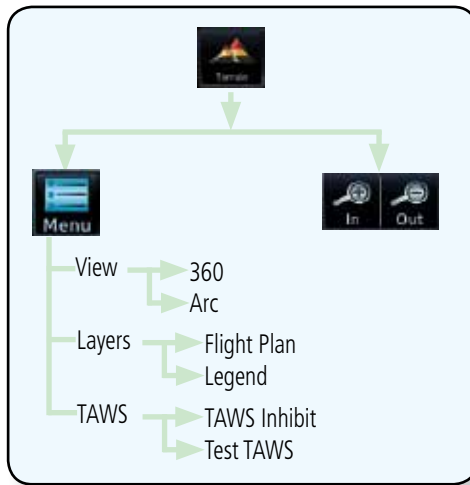 Terrain
Menu
In Out
View
360
Arc
Layers
Flight Plan
Legend
TAWS
TAWS Inhibit
Test TAWS